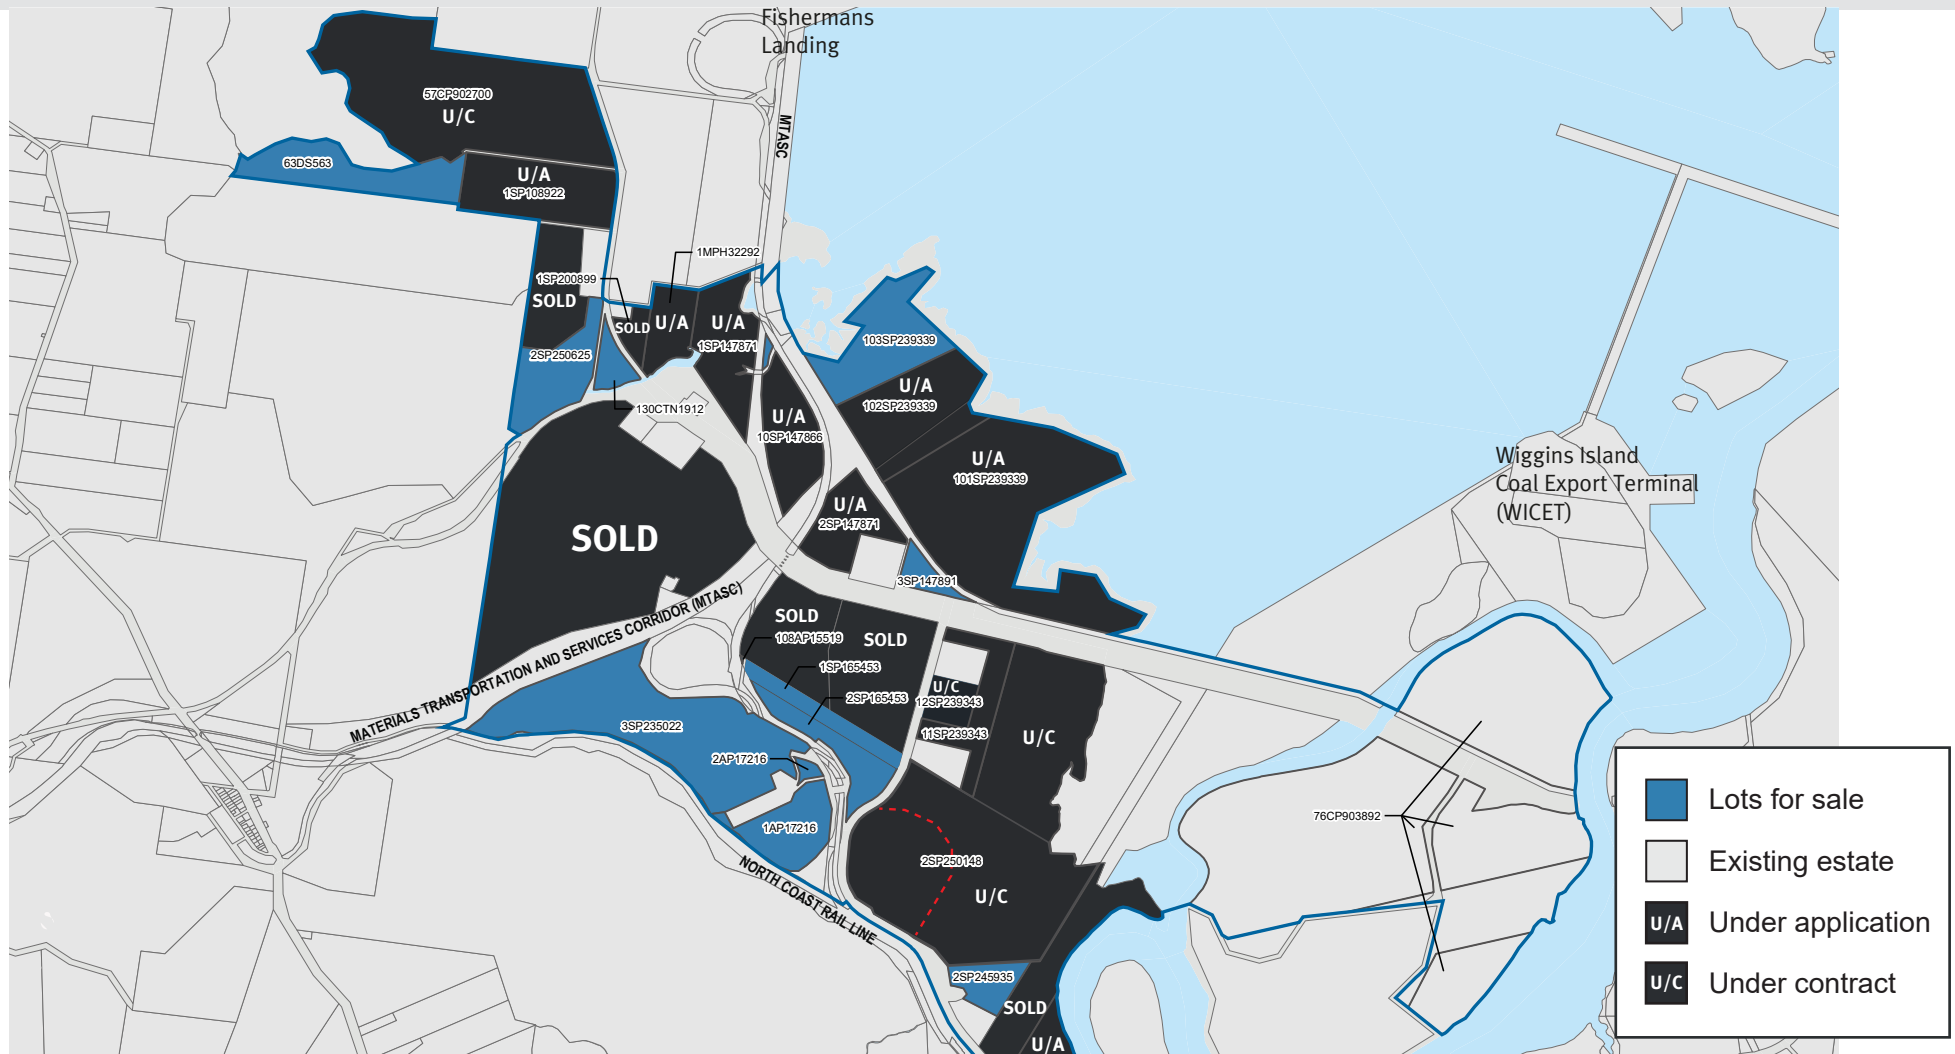 Fishermans
Landing
57CP902700
U/C
MTASC
63DS563
U/A
1SP108922
1MPH32292
1SP200899
SOLD
SOLD
U/A
U/A
1SP147871
2SP250625
103SP239339
U/A
102SP239339
130CTN1912
U/A
10SP147866
U/A
101SP239339
Wiggins Island
Coal Export Terminal
(WICET)
U/A
2SP147871
SOLD
3SP147891
MATERIALS TRANSPORTATION AND SERVICES CORRIDOR (MTASC)
SOLD
108AP15519
SOLD
1SP165453
2SP165453
U/C
12SP239343
3SP235022
11SP239343
U/C
2AP17216
1AP17216
76CP903892
2SP250148
U/C
NORTH COAST RAIL LINE
2SP245935
SOLD
U/A
Lots for sale
Existing estate
U/A Under application
U/C Under contract